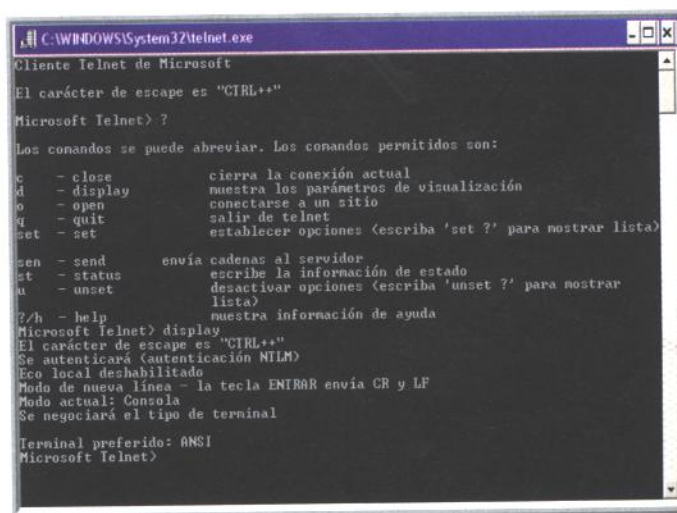 C:\WINDOWS\System32\telnet.exe
Cliente Telnet de Microsoft
El carácter de escape es "CTRL++"
Microsoft Telnet> ?
Los comandos se puede abreviar. Los comandos permitidos son:
c - close cierra la conexión actual
d - display muestra los parámetros de visualización
o - open conectarse a un sitio
q - quit salir de telnet
set - set establecer opciones (escriba 'set ?' para mostrar lista)
sen - send envía cadenas al servidor
st - status escribe la información de estado
u - unset desactivar opciones (escriba 'unset ?' para mostrar
lista)
?/h - help muestra información de ayuda
Microsoft Telnet> display
El carácter de escape es "CTRL++"
Se autenticará (autenticación NTLM)
Eco local deshabilitado
Modo de nueva línea - la tecla ENTRAR envía CR y LF
Modo actual: Consola
Se negociará el tipo de terminal
Terminal preferido: ANSI
Microsoft Telnet>